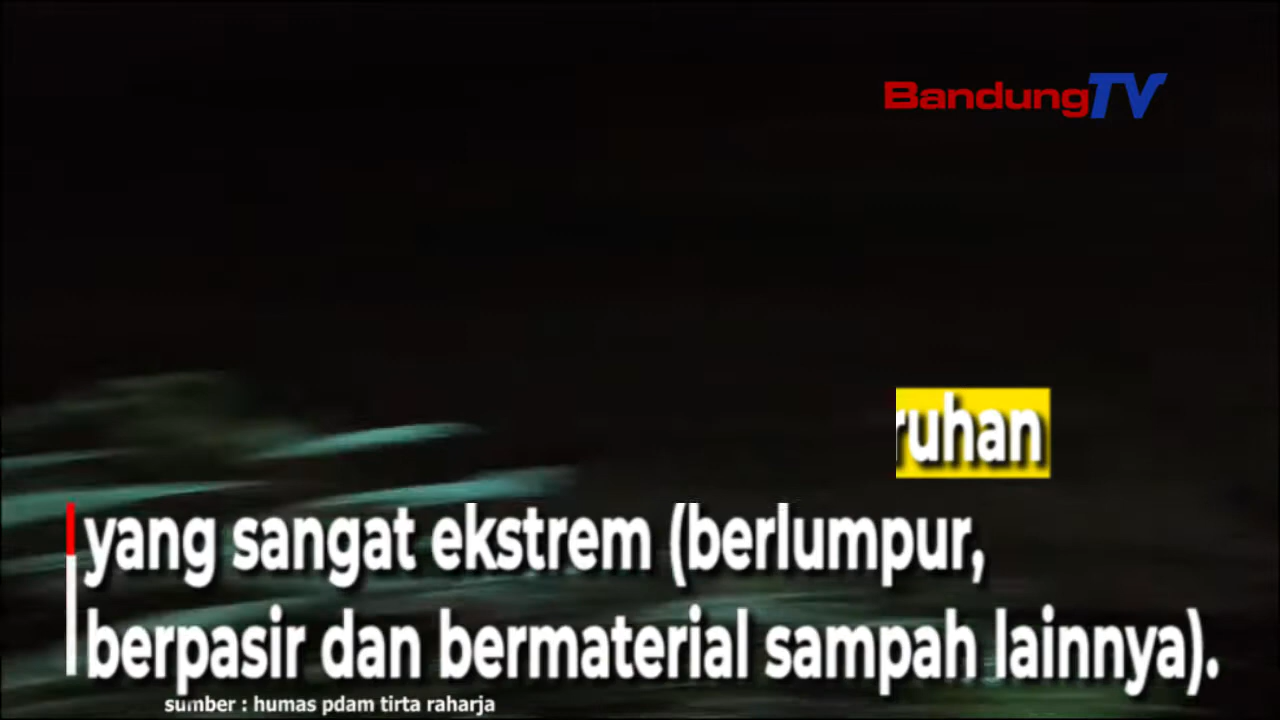 BandungTV
ruhan
yang sangat ekstrem (berlumpur,
berpasir dan bermaterial sampah lainnya).
sumber : humas pdam tirta raharja